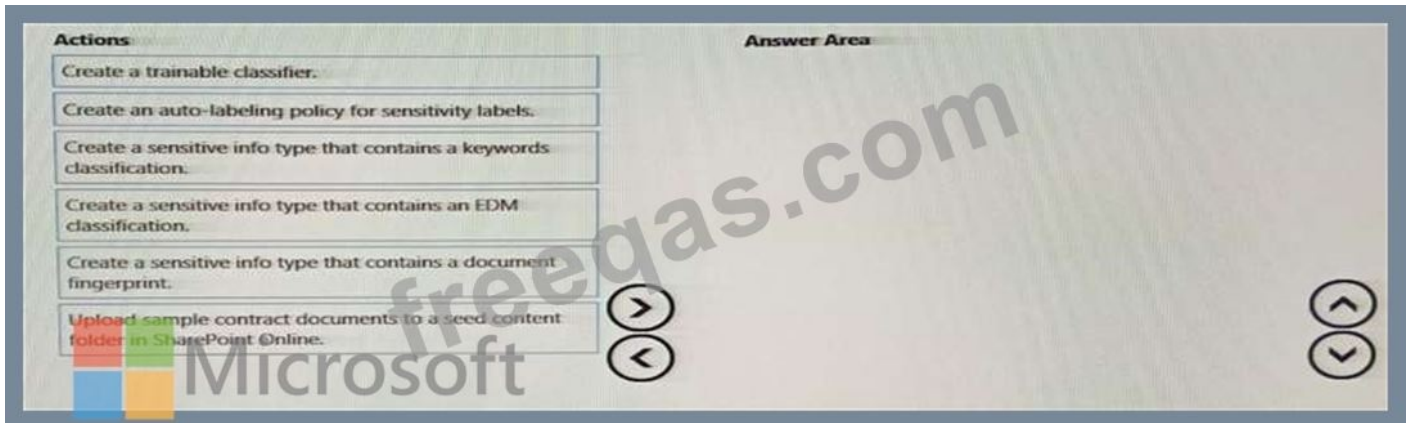 Actions
Answer Area
Create a trainable classifier.
Create an auto-labeling policy for sensitivity labels.
Create a sensitive info type that contains a keywords
classification.
Create a sensitive info type that contains an EDM
classification.
Create a sensitive info type that contains a document
fingerprint.
Upload sample contract documents to a seed content
folder in SharePoint Online.
freeqas.com
Microsoft